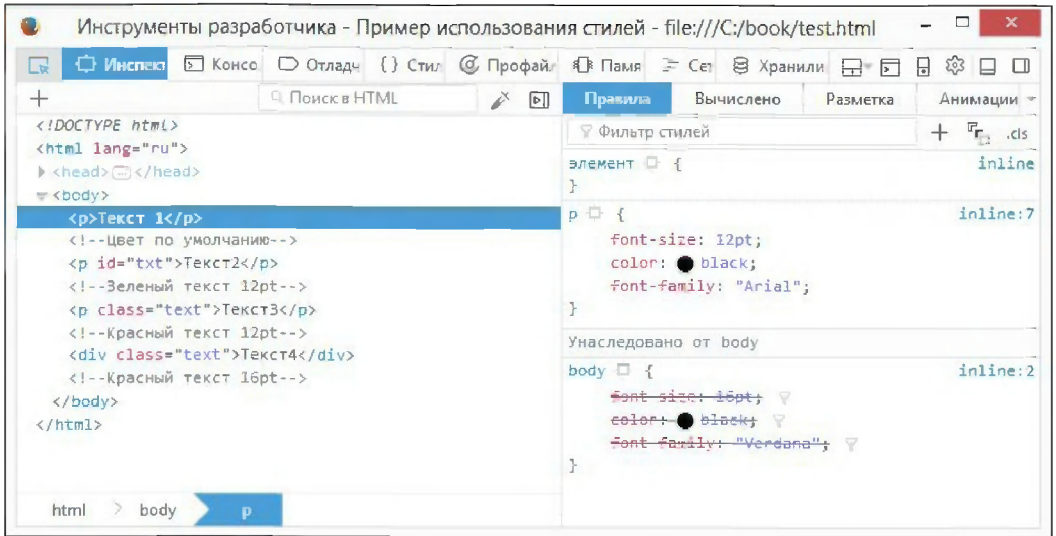 Инструменты разработчика - Пример использования стилей - file:///C:/book/test.html
Инспект Консо Отладч {} Стил Профайл Памя Сет Хранили
+ Поиск в HTML
Правила Вычислено Разметка Анимации
Фильтр стилей + .cls
<!DOCTYPE html>
<html lang="ru">
<head></head>
<body>
<p>Текст 1</p>
<!--Цвет по умолчанию-->
<p id="txt">Текст2</p>
<!--Зеленый текст 12pt-->
<p class="text">Текст3</p>
<!--Красный текст 12pt-->
<div class="text">Текст4</div>
<!--Красный текст 16pt-->
</body>
</html>
html > body p
элемент { inline
}
p { inline:7
font-size: 12pt;
color: black;
font-family: "Arial";
}
Унаследовано от body
body { inline:2
font-size: 16pt;
color: black;
font-family: "Verdana";
}